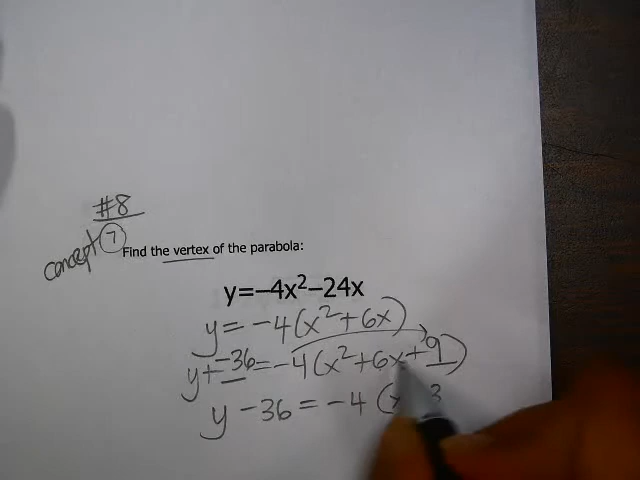 #8
concept 7 Find the vertex of the parabola:
y=–4x²–24x
y = -4(x² + 6x)
y + -36 = -4(x² + 6x + 9)
y - 36 = -4 (x 3